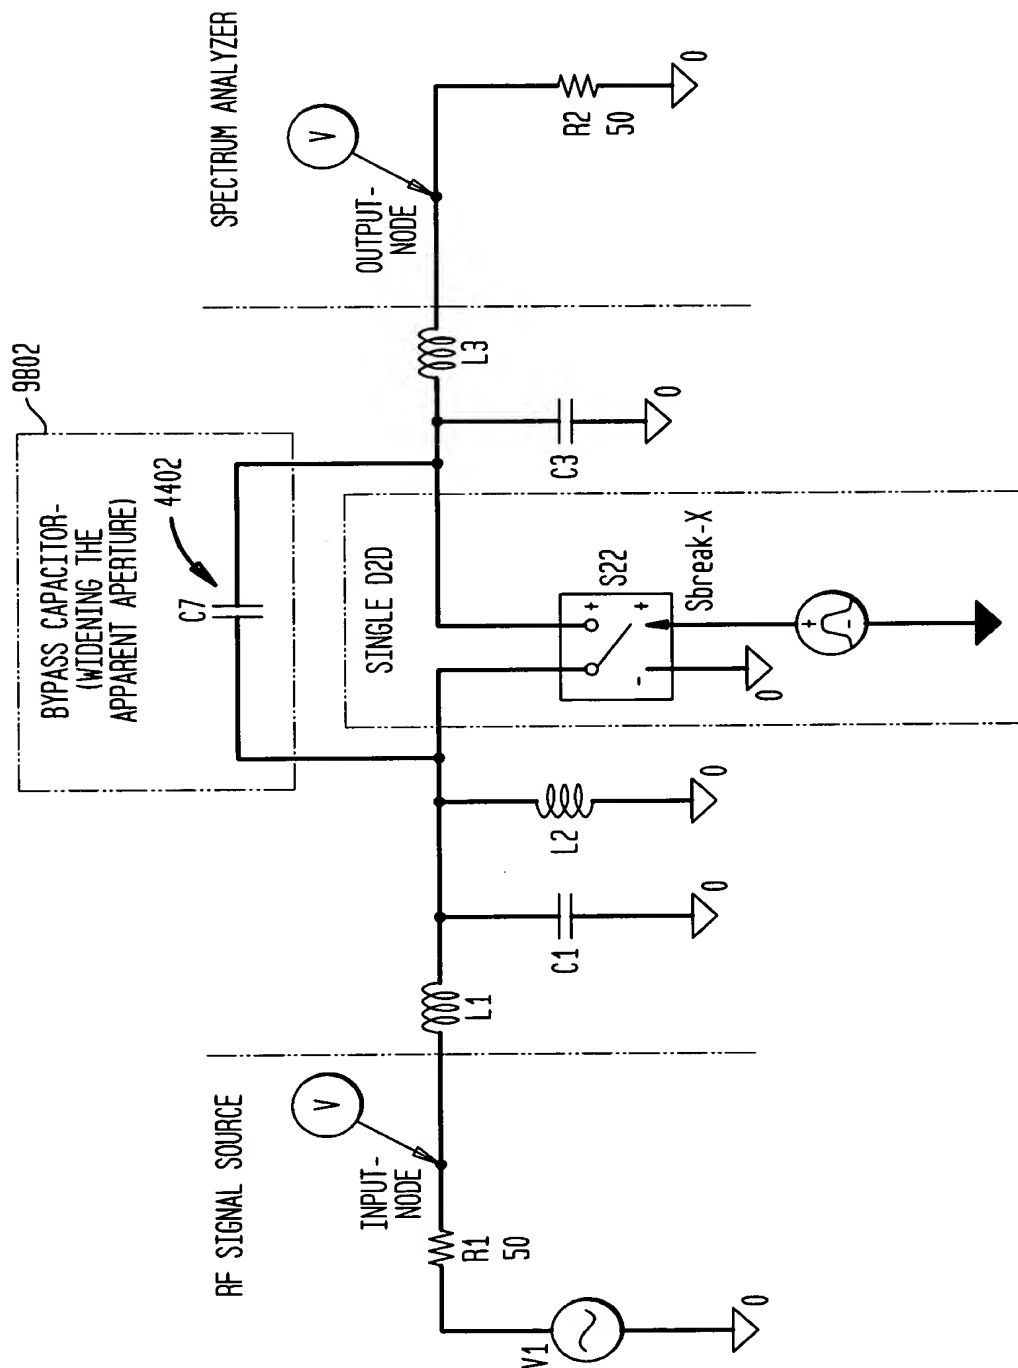 RF SIGNAL SOURCE
SPECTRUM ANALYZER
9802
BYPASS CAPACITOR-
(WIDENING THE
APPARENT APERTURE)
4402
C7
V
INPUT-
NODE
V
OUTPUT-
NODE
SINGLE D2D
V1
0
R1
50
L1
C1
0
L2
0
S22
+
+
-
Sbreak-X
0
+
-
C3
0
L3
R2
50
0